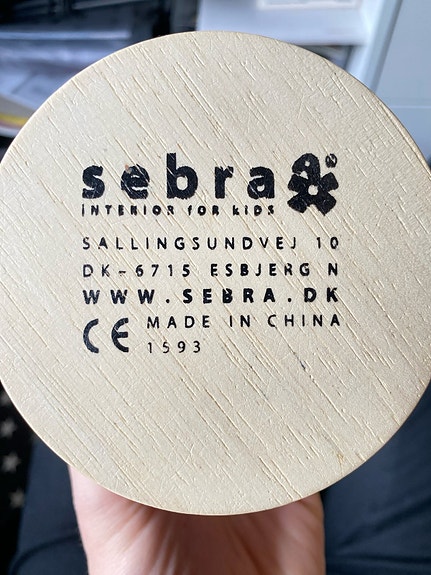 sebra
INTERIOR FOR KIDS
SALLINGSUNDVEJ 10
DK-6715 ESBJERG N
WWW.SEBRA.DK
CE MADE IN CHINA
1593